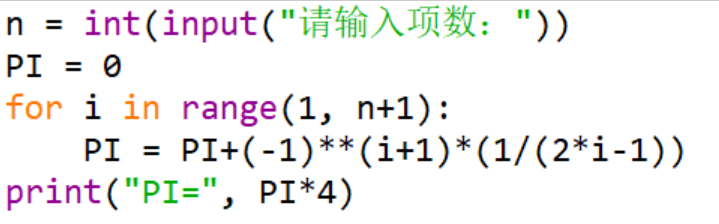 n = int(input("请输入项数："))
PI = 0
for i in range(1, n+1):
    PI = PI+(-1)**(i+1)*(1/(2*i-1))
print("PI=", PI*4)